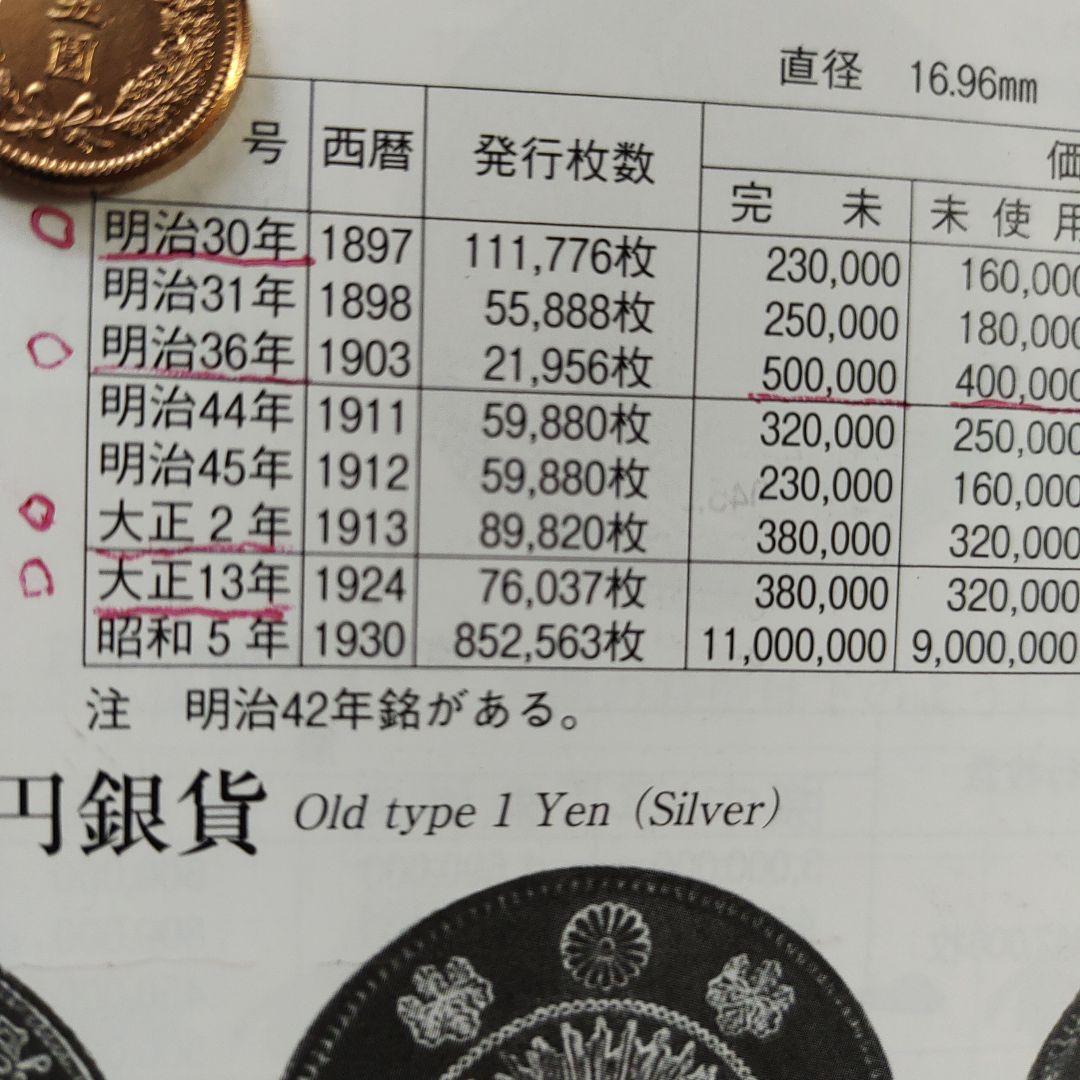 五圓
直径 16.96mm
号 西暦 発行枚数 価
完未 未使用
明治30年 1897 111,776枚 230,000 160,000
明治31年 1898 55,888枚 250,000 180,000
明治36年 1903 21,956枚 500,000 400,000
明治44年 1911 59,880枚 320,000 250,000
明治45年 1912 59,880枚 230,000 160,000
大正2年 1913 89,820枚 380,000 320,000
大正13年 1924 76,037枚 380,000 320,000
昭和5年 1930 852,563枚 11,000,000 9,000,000
注 明治42年銘がある。
円銀貨 Old type 1 Yen (Silver)